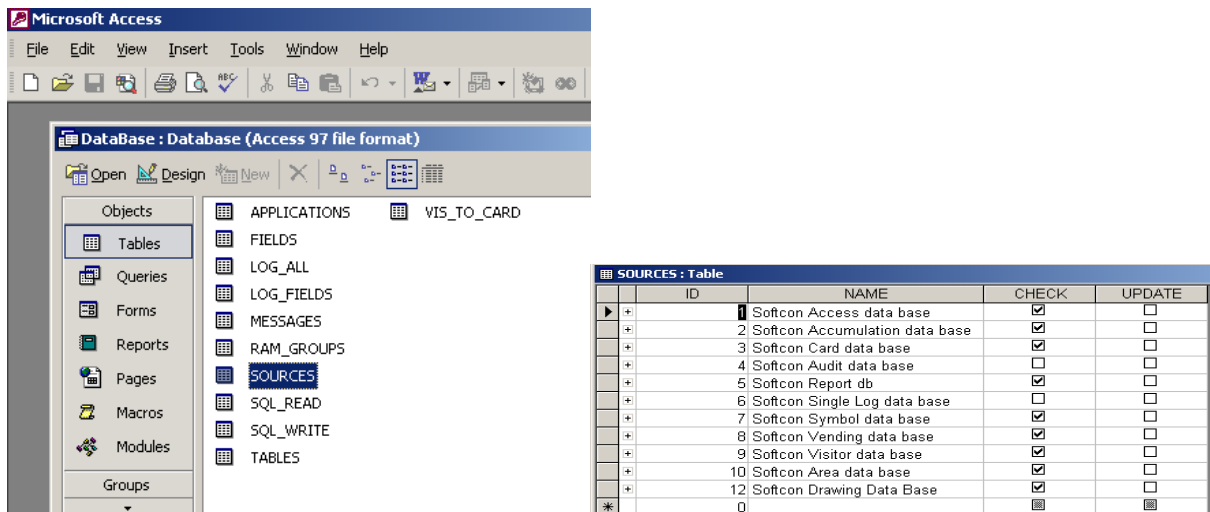 Microsoft Access
File Edit View Insert Tools Window Help
DataBase : Database (Access 97 file format)
Open Design New
Objects
Tables
Queries
Forms
Reports
Pages
Macros
Modules
Groups
APPLICATIONS
FIELDS
LOG_ALL
LOG_FIELDS
MESSAGES
RAM_GROUPS
SOURCES
SQL_READ
SQL_WRITE
TABLES
VIS_TO_CARD
SOURCES : Table
ID NAME CHECK UPDATE
1 Softcon Access data base
2 Softcon Accumulation data base
3 Softcon Card data base
4 Softcon Audit data base
5 Softcon Report db
6 Softcon Single Log data base
7 Softcon Symbol data base
8 Softcon Vending data base
9 Softcon Visitor data base
10 Softcon Area data base
12 Softcon Drawing Data Base
0